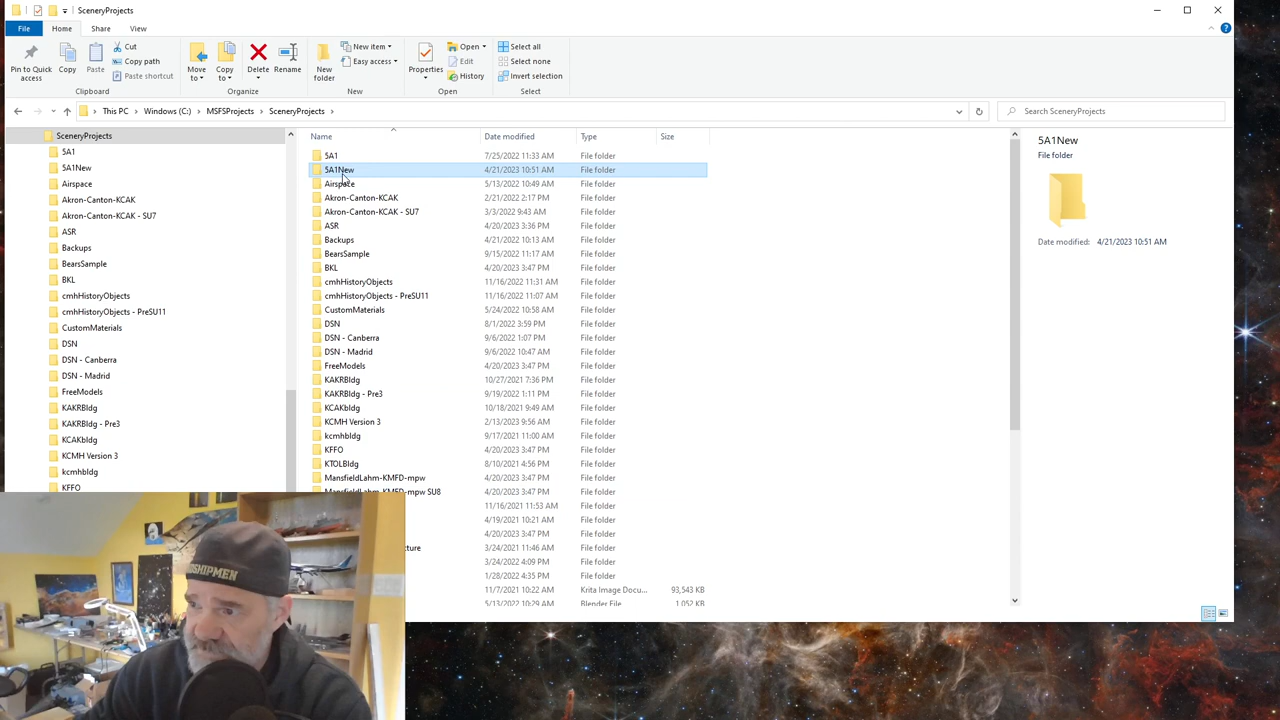 SceneryProjects
File Home Share View
Pin to Quick access
Copy
Paste
Cut
Copy path
Paste shortcut
Clipboard
Move to
Copy to
Delete
Rename
Organize
New folder
New item
Easy access
New
Properties
Open
Edit
History
Open
Select all
Select none
Invert selection
Select
This PC Windows (C:) MSFSProjects SceneryProjects
Search SceneryProjects
SceneryProjects
5A1
5A1New
Airspace
Akron-Canton-KCAK
Akron-Canton-KCAK - SU7
ASR
Backups
BearsSample
BKL
cmhHistoryObjects
cmhHistoryObjects - PreSU11
CustomMaterials
DSN
DSN - Canberra
DSN - Madrid
FreeModels
KAKRBldg
KAKRBldg - Pre3
KCAKbldg
KCMH Version 3
kcmhbldg
KFFO
Name Date modified Type Size
5A1 7/25/2022 11:33 AM File folder
5A1New 4/21/2023 10:51 AM File folder
Airspace 5/13/2022 10:49 AM File folder
Akron-Canton-KCAK 2/21/2022 2:17 PM File folder
Akron-Canton-KCAK - SU7 3/3/2022 9:43 AM File folder
ASR 4/20/2023 3:36 PM File folder
Backups 4/21/2022 10:13 AM File folder
BearsSample 9/15/2022 11:17 AM File folder
BKL 4/20/2023 3:47 PM File folder
cmhHistoryObjects 11/16/2022 11:31 AM File folder
cmhHistoryObjects - PreSU11 11/16/2022 11:07 AM File folder
CustomMaterials 5/24/2022 10:58 AM File folder
DSN 8/1/2022 3:59 PM File folder
DSN - Canberra 9/6/2022 1:07 PM File folder
DSN - Madrid 9/6/2022 10:47 AM File folder
FreeModels 4/20/2023 3:47 PM File folder
KAKRBldg 10/27/2021 7:36 PM File folder
KAKRBldg - Pre3 9/19/2022 1:11 PM File folder
KCAKbldg 10/18/2021 9:49 AM File folder
KCMH Version 3 2/13/2023 9:56 AM File folder
kcmhbldg 9/17/2021 11:00 AM File folder
KFFO 4/20/2023 3:47 PM File folder
KTOLBldg 8/10/2021 4:56 PM File folder
MansfieldLahm-KMFD-mpw 4/20/2023 3:47 PM File folder
MansfieldLahm-KMFD-mpw SU8 4/20/2023 3:47 PM File folder
11/16/2021 11:53 AM File folder
4/19/2021 10:21 AM File folder
4/20/2023 3:47 PM File folder
cture 3/24/2021 11:46 AM File folder
3/24/2022 4:09 PM File folder
1/28/2022 4:35 PM File folder
11/7/2021 10:22 AM Krita Image Docu... 93,543 KB
5/13/2022 10:29 AM Blender File 1,052 KB
5A1New
File folder
Date modified: 4/21/2023 10:51 AM